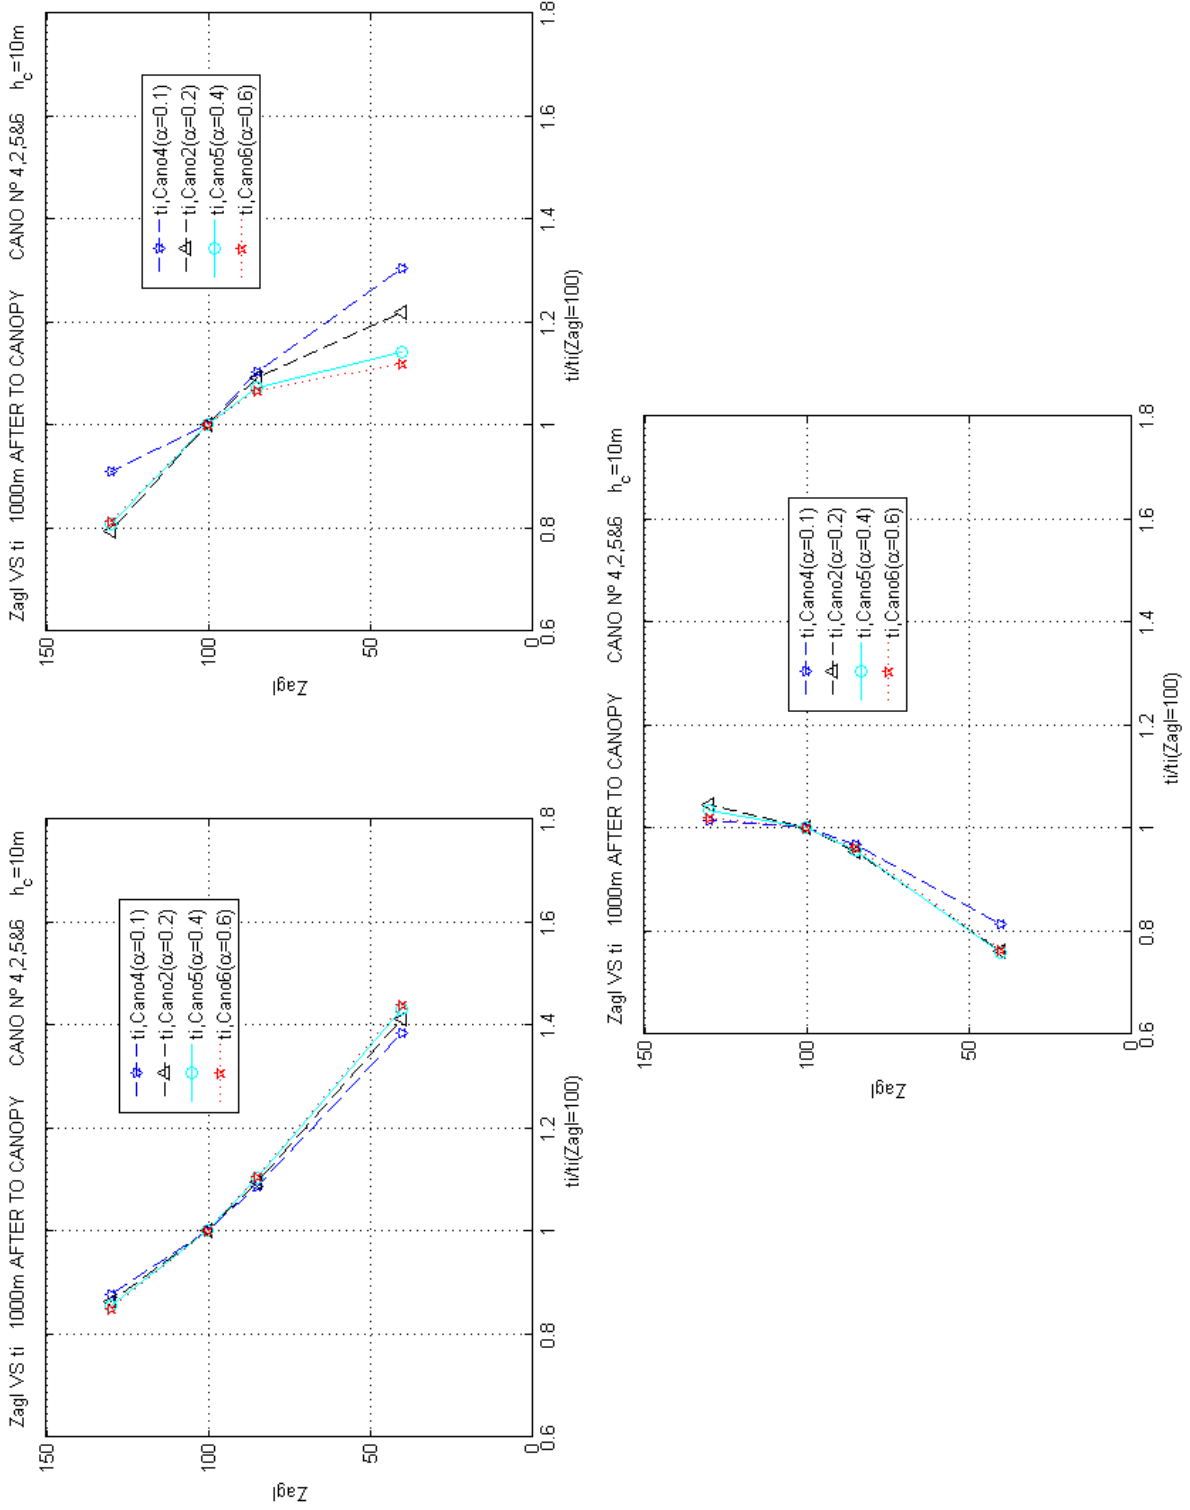 Zagl VS ti 1000m AFTER TO CANOPY CANO Nº 4,2,5&6 h_c=10m
150
100
50
0
Zagl
ti,Cano4(α=0.1)
ti,Cano2(α=0.2)
ti,Cano5(α=0.4)
ti,Cano6(α=0.6)
0.6 0.8 1 1.2 1.4 1.6 1.8
ti/ti(Zagl=100)
Zagl VS ti 1000m AFTER TO CANOPY CANO Nº 4,2,5&6 h_c=10m
150
100
50
0
Zagl
ti,Cano4(α=0.1)
ti,Cano2(α=0.2)
ti,Cano5(α=0.4)
ti,Cano6(α=0.6)
0.6 0.8 1 1.2 1.4 1.6 1.8
ti/ti(Zagl=100)
Zagl VS ti 1000m AFTER TO CANOPY CANO Nº 4,2,5&6 h_c=10m
150
100
50
0
Zagl
ti,Cano4(α=0.1)
ti,Cano2(α=0.2)
ti,Cano5(α=0.4)
ti,Cano6(α=0.6)
0.6 0.8 1 1.2 1.4 1.6 1.8
ti/ti(Zagl=100)